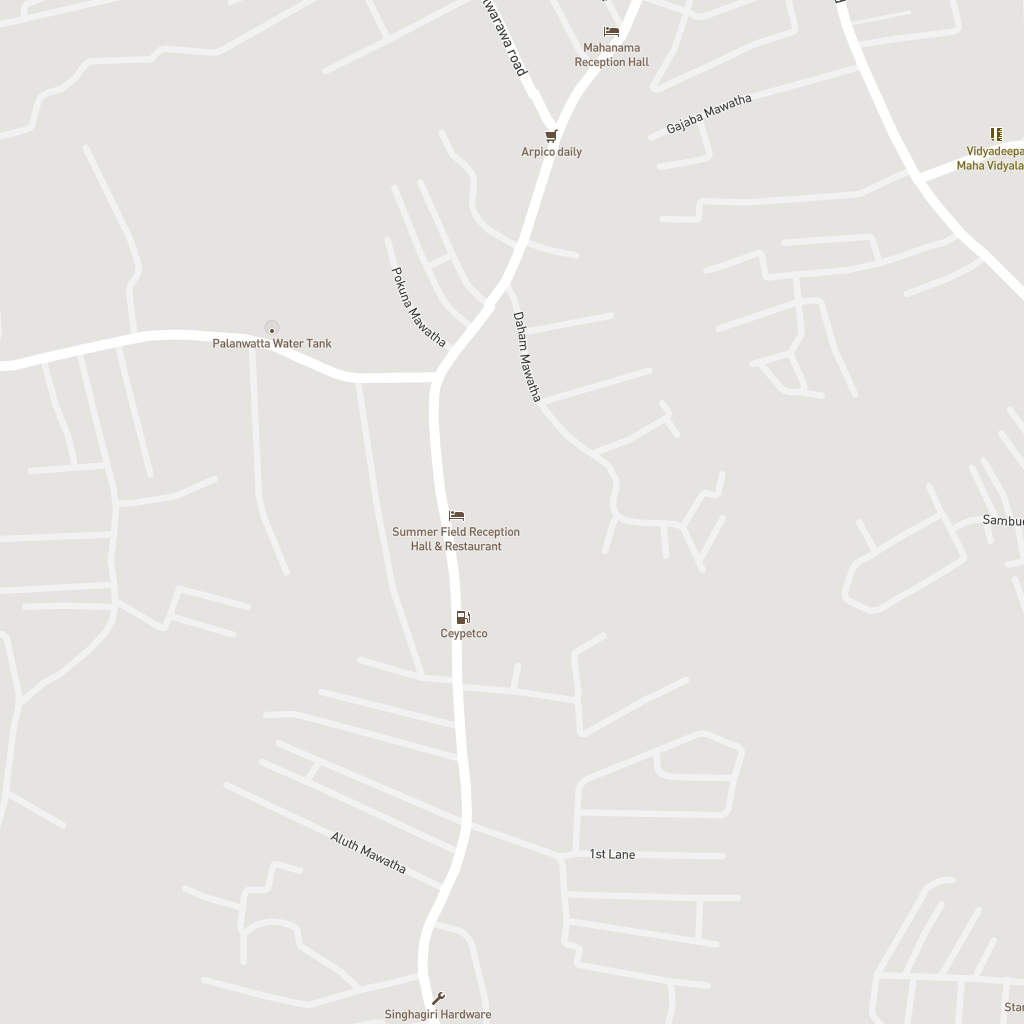 Mahanama
Reception Hall
Gajaba Mawatha
Arpico daily
road
Vidyadeepa
Maha Vidyala
Pokuna Mawatha
Daham Mawatha
Palanwatta Water Tank
Summer Field Reception
Hall & Restaurant
Sambu
Ceypetco
Aluth Mawatha
1st Lane
Singhagiri Hardware